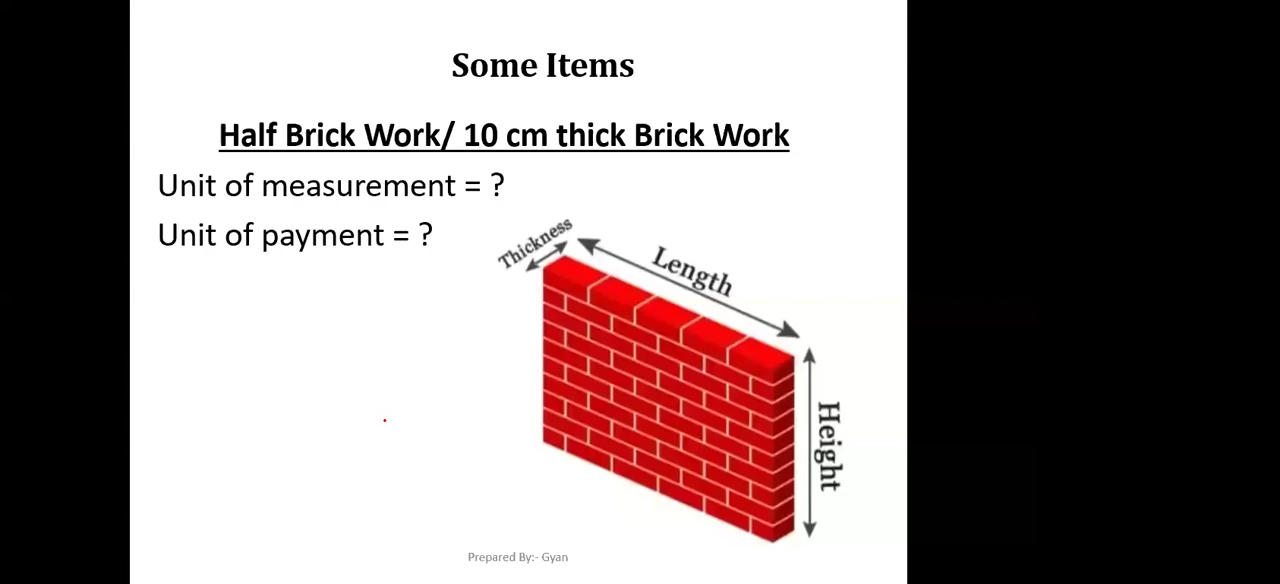 Some Items
Half Brick Work/ 10 cm thick Brick Work
Unit of measurement = ?
Unit of payment = ?
Thickness
Length
Height
Prepared By:- Gyan